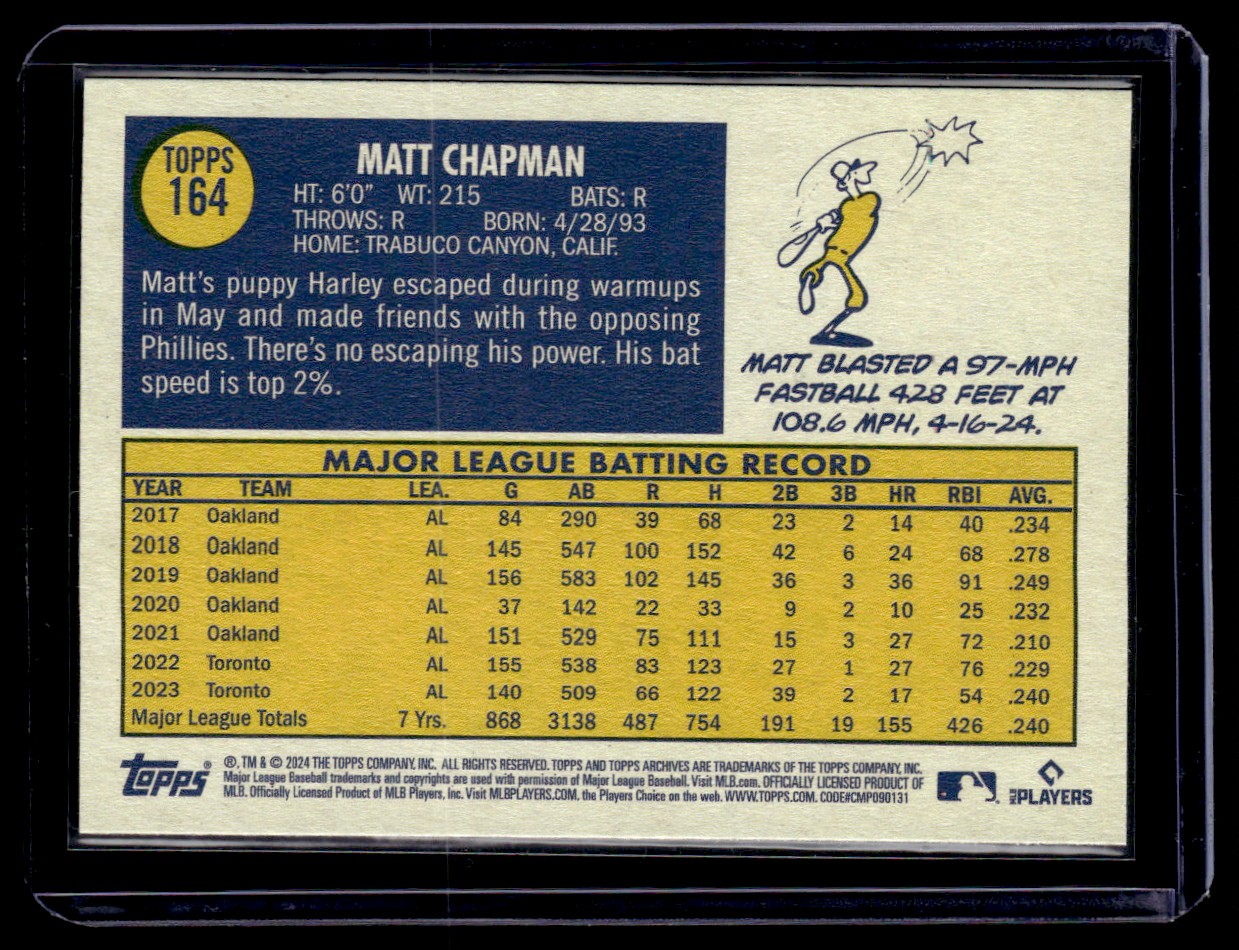 TOPPS
164
MATT CHAPMAN
HT: 6'0" WT: 215 BATS: R
THROWS: R BORN: 4/28/93
HOME: TRABUCO CANYON, CALIF.
Matt's puppy Harley escaped during warmups
in May and made friends with the opposing
Phillies. There's no escaping his power. His bat
speed is top 2%.
MATT BLASTED A 97-MPH
FASTBALL 428 FEET AT
108.6 MPH, 4-16-24.
MAJOR LEAGUE BATTING RECORD
YEAR TEAM LEA. G AB R H 2B 3B HR RBI AVG.
2017 Oakland AL 84 290 39 68 23 2 14 40 .234
2018 Oakland AL 145 547 100 152 42 6 24 68 .278
2019 Oakland AL 156 583 102 145 36 3 36 91 .249
2020 Oakland AL 37 142 22 33 9 2 10 25 .232
2021 Oakland AL 151 529 75 111 15 3 27 72 .210
2022 Toronto AL 155 538 83 123 27 1 27 76 .229
2023 Toronto AL 140 509 66 122 39 2 17 54 .240
Major League Totals 7 Yrs. 868 3138 487 754 191 19 155 426 .240
topps® ®, TM & © 2024 THE TOPPS COMPANY, INC. ALL RIGHTS RESERVED. TOPPS AND TOPPS ARCHIVES ARE TRADEMARKS OF THE TOPPS COMPANY, INC.
Major League Baseball trademarks and copyrights are used with permission of Major League Baseball. Visit MLB.com. OFFICIALLY LICENSED PRODUCT OF
MLB. Officially Licensed Product of MLB Players, Inc. Visit MLBPLAYERS.COM, the Players Choice on the web. WWW.TOPPS.COM. CODE#CMP090131
MLB PLAYERS